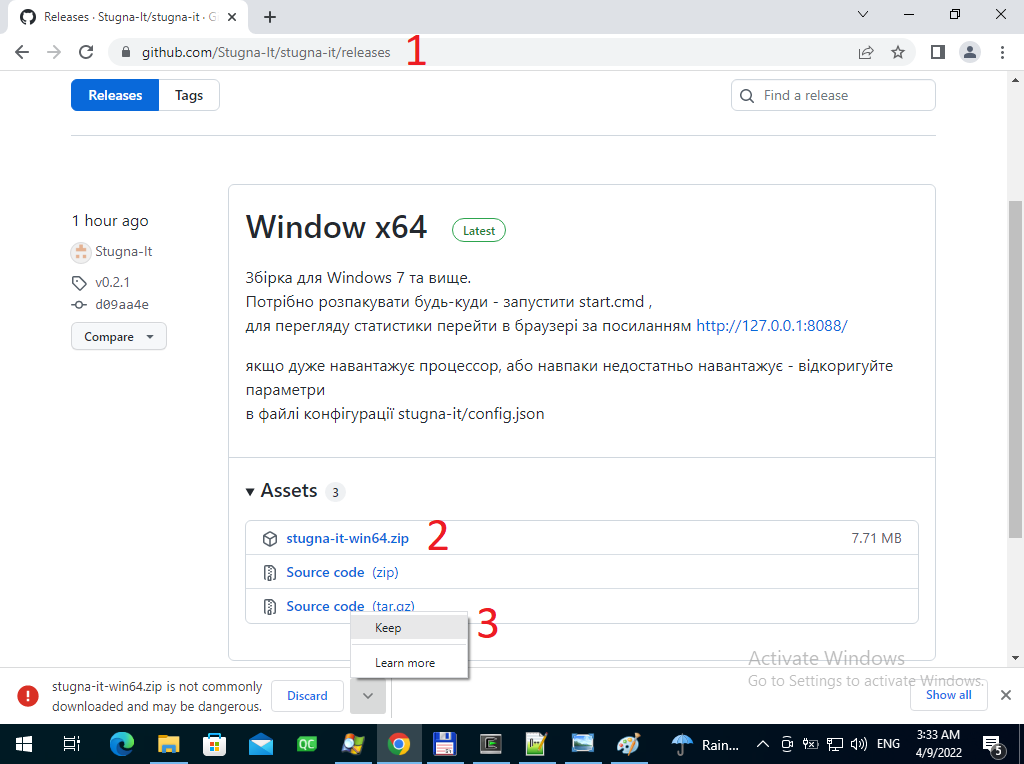 Releases · Stugna-It/stugna-it · G
github.com/Stugna-It/stugna-it/releases
1
Releases
Tags
Find a release
1 hour ago
Stugna-It
v0.2.1
d09aa4e
Compare
Window x64
Latest
Збірка для Windows 7 та вище.
Потрібно розпакувати будь-куди - запустити start.cmd ,
для перегляду статистики перейти в браузері за посиланням http://127.0.0.1:8088/
якщо дуже навантажує процессор, або навпаки недостатньо навантажує - відкоригуйте
параметри
в файлі конфігурації stugna-it/config.json
Assets 3
stugna-it-win64.zip
2
7.71 MB
Source code (zip)
Source code (tar.gz)
Keep
3
Learn more
Activate Windows
Go to Settings to activate Windows.
stugna-it-win64.zip is not commonly
downloaded and may be dangerous.
Discard
Show all
QC
Rain...
ENG
3:33 AM
4/9/2022
5